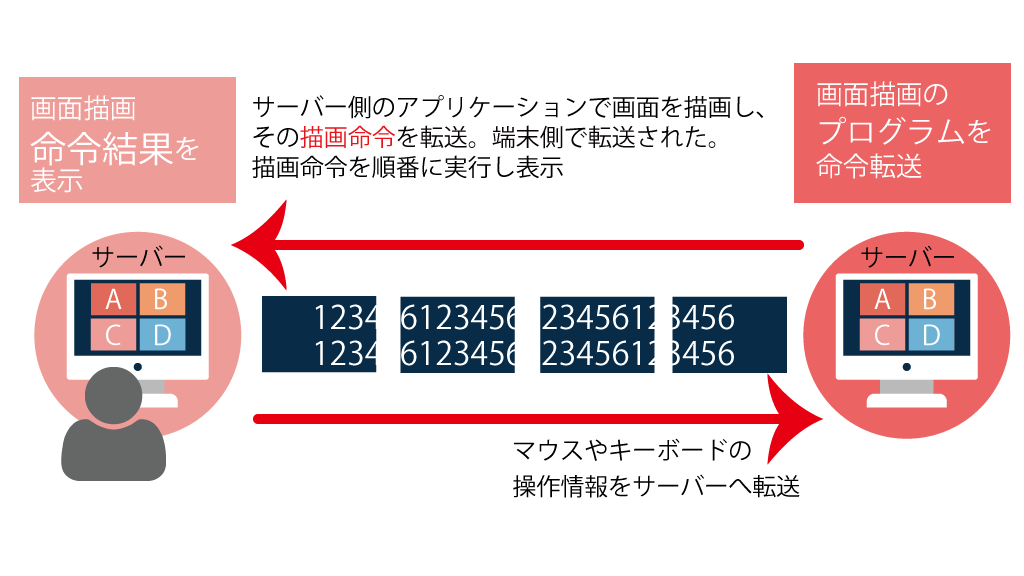 画面描画
命令結果を
表示
サーバー側のアプリケーションで画面を描画し、
その描画命令を転送。端末側で転送された。
描画命令を順番に実行し表示
画面描画の
プログラムを
命令転送
サーバー
A B
C D
1234 6123456 2345612 3456
1234 6123456 2345612 3456
サーバー
A B
C D
マウスやキーボードの
操作情報をサーバーへ転送